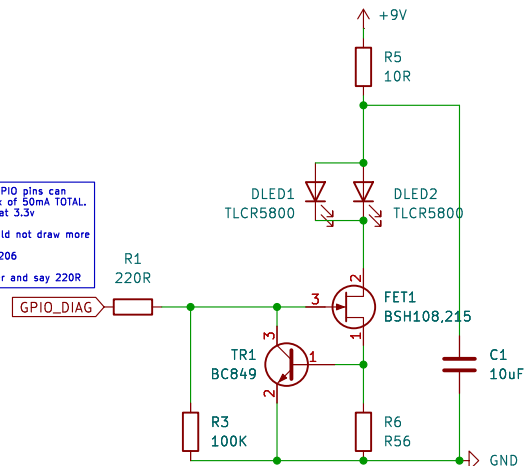 +9V
R5
10R
PIO pins can
of 50mA TOTAL.
at 3.3v
not draw more
206
and say 220R
DLED1
TLCR5800
DLED2
TLCR5800
R1
220R
GPIO_DIAG
3
2
1
FET1
BSH108,215
TR1
BC849
3
1
2
C1
10uF
R3
100K
R6
R56
GND